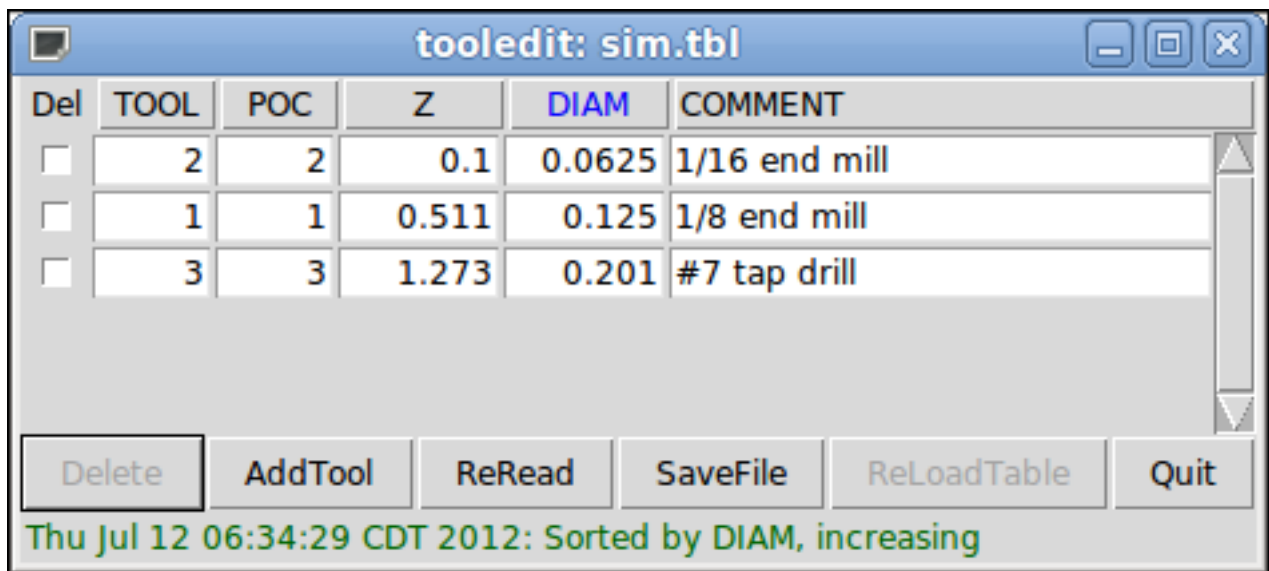 tooledit: sim.tbl
Del TOOL POC Z DIAM COMMENT
2 2 0.1 0.0625 1/16 end mill
1 1 0.511 0.125 1/8 end mill
3 3 1.273 0.201 #7 tap drill
Delete AddTool ReRead SaveFile ReLoadTable Quit
Thu Jul 12 06:34:29 CDT 2012: Sorted by DIAM, increasing